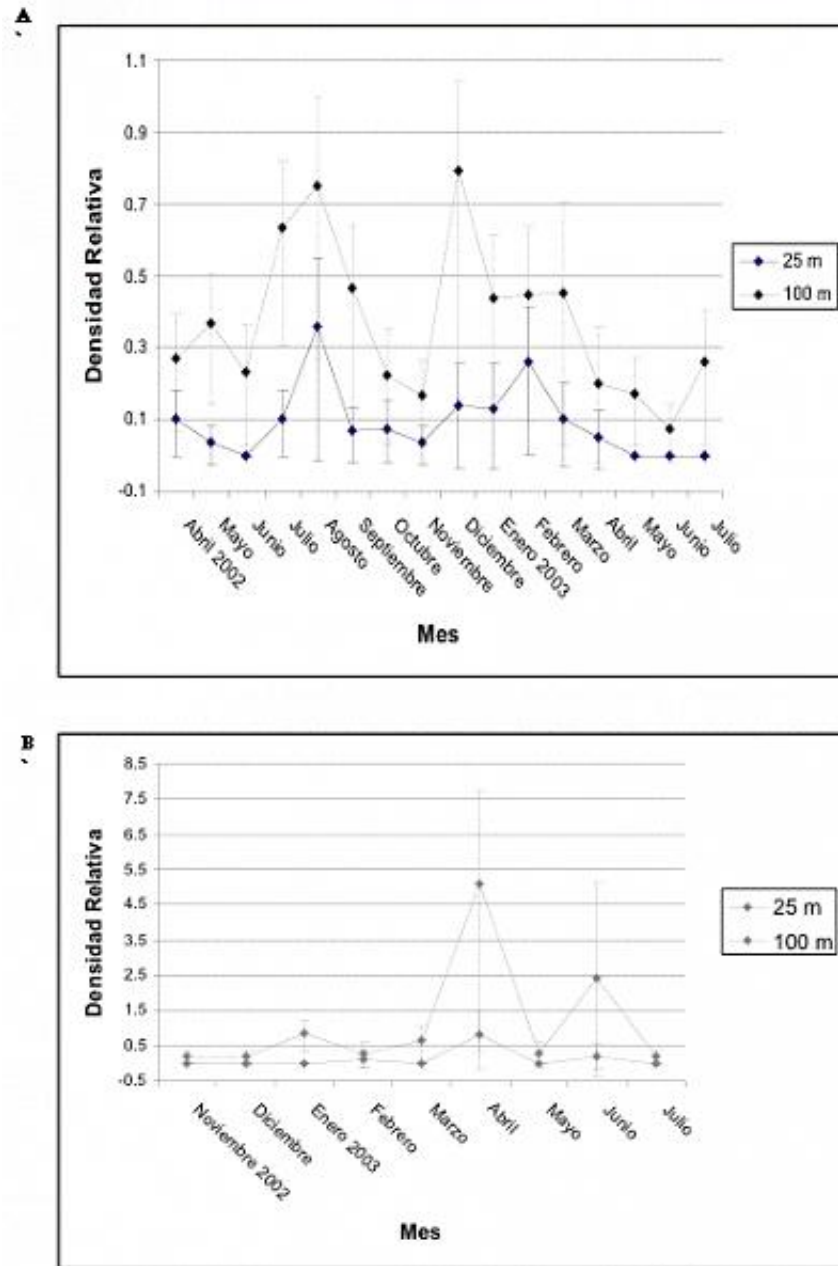 A
Densidad Relativa
1.1
0.9
0.7
0.5
0.3
0.1
-0.1
Abril 2002
Mayo
Junio
Julio
Agosto
Septiembre
Octubre
Noviembre
Diciembre
Enero 2003
Febrero
Marzo
Abril
Mayo
Junio
Julio
Mes
25 m
100 m
B
Densidad Relativa
8.5
7.5
6.5
5.5
4.5
3.5
2.5
1.5
0.5
-0.5
Noviembre 2002
Diciembre
Enero 2003
Febrero
Marzo
Abril
Mayo
Junio
Julio
Mes
25 m
100 m